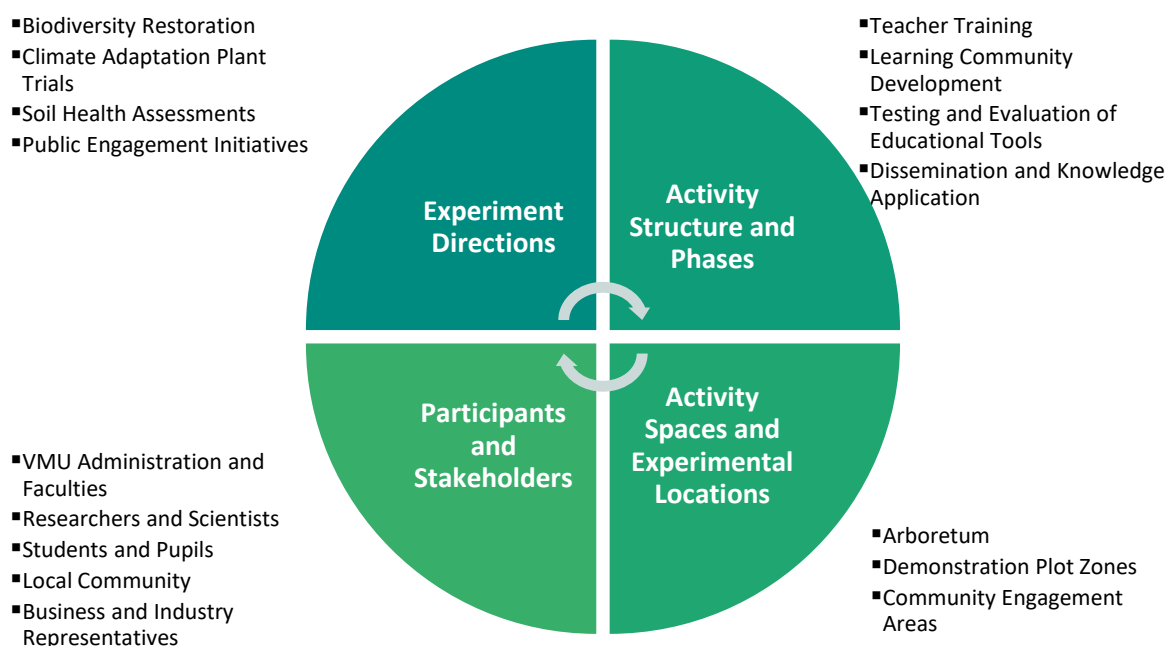 ▪Biodiversity Restoration
▪Climate Adaptation Plant
Trials
▪Soil Health Assessments
▪Public Engagement Initiatives
▪Teacher Training
▪Learning Community
Development
▪Testing and Evaluation of
Educational Tools
▪Dissemination and Knowledge
Application
Experiment
Directions
Activity
Structure and
Phases
Participants
and
Stakeholders
Activity
Spaces and
Experimental
Locations
▪VMU Administration and
Faculties
▪Researchers and Scientists
▪Students and Pupils
▪Local Community
▪Business and Industry
Representatives
▪Arboretum
▪Demonstration Plot Zones
▪Community Engagement
Areas